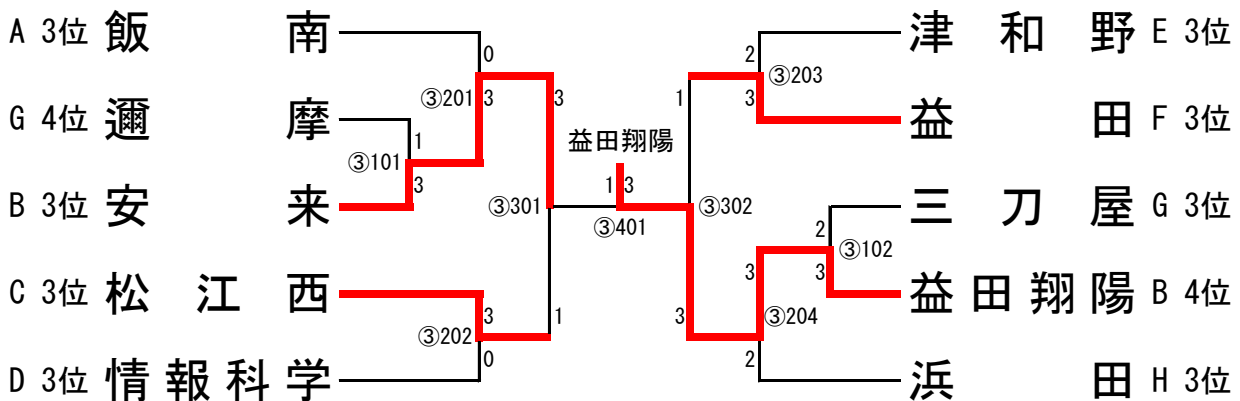 A 3位 飯南 0 2 津和野 E 3位
③201 3 3 1 3 ③203
G 4位 邇摩 1 益田翔陽 益田 F 3位
③101 3
B 3位 安来 ③301 1 3 ③401 ③302 2 三刀屋 G 3位
③102
C 3位 松江西 3 1 3 3 3 益田翔陽 B 4位
③202 0 2 ③204
D 3位 情報科学 浜田 H 3位